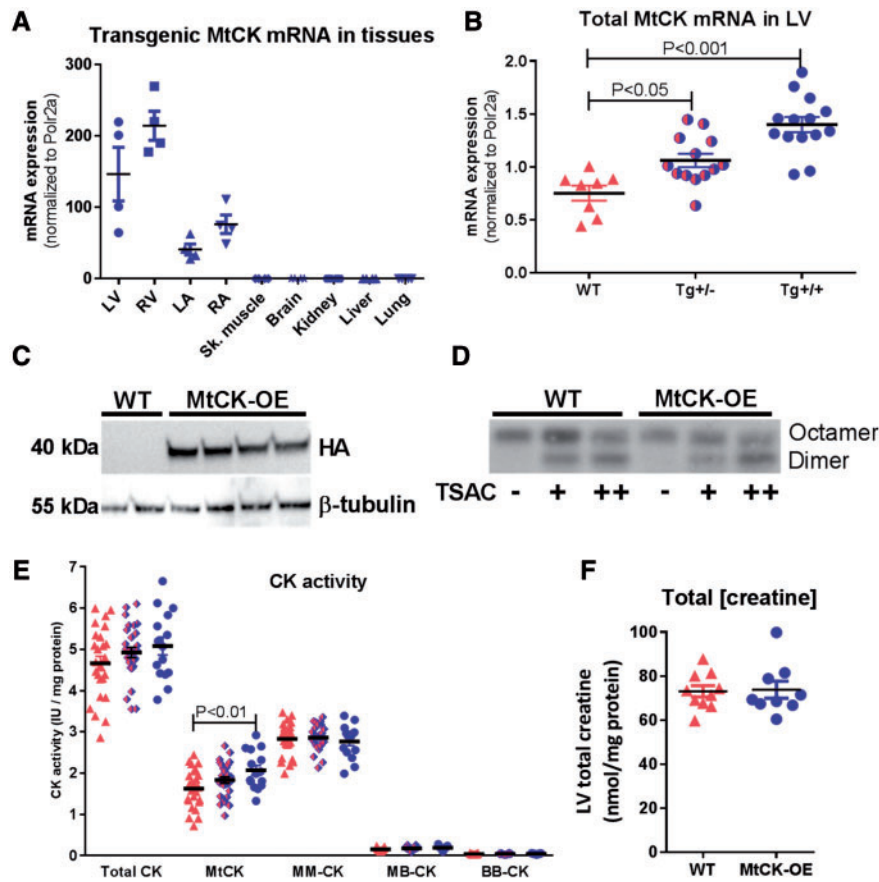 A
Transgenic MtCK mRNA in tissues
mRNA expression
(normalized to Polr2a)
300
200
100
0
LV
RV
LA
RA
Sk. muscle
Brain
Kidney
Liver
Lung
B
Total MtCK mRNA in LV
P<0.001
P<0.05
mRNA expression
(normalized to Polr2a)
2.0
1.5
1.0
0.5
0.0
WT
Tg+/-
Tg+/+
C
WT
MtCK-OE
40 kDa
HA
55 kDa
β-tubulin
D
WT
MtCK-OE
Octamer
Dimer
TSAC - + ++ - + ++
E
CK activity
CK activity (IU / mg protein)
7
6
5
4
3
2
1
0
P<0.01
Total CK
MtCK
MM-CK
MB-CK
BB-CK
F
Total [creatine]
LV total creatine
(nmol/mg protein)
100
80
60
40
20
0
WT
MtCK-OE